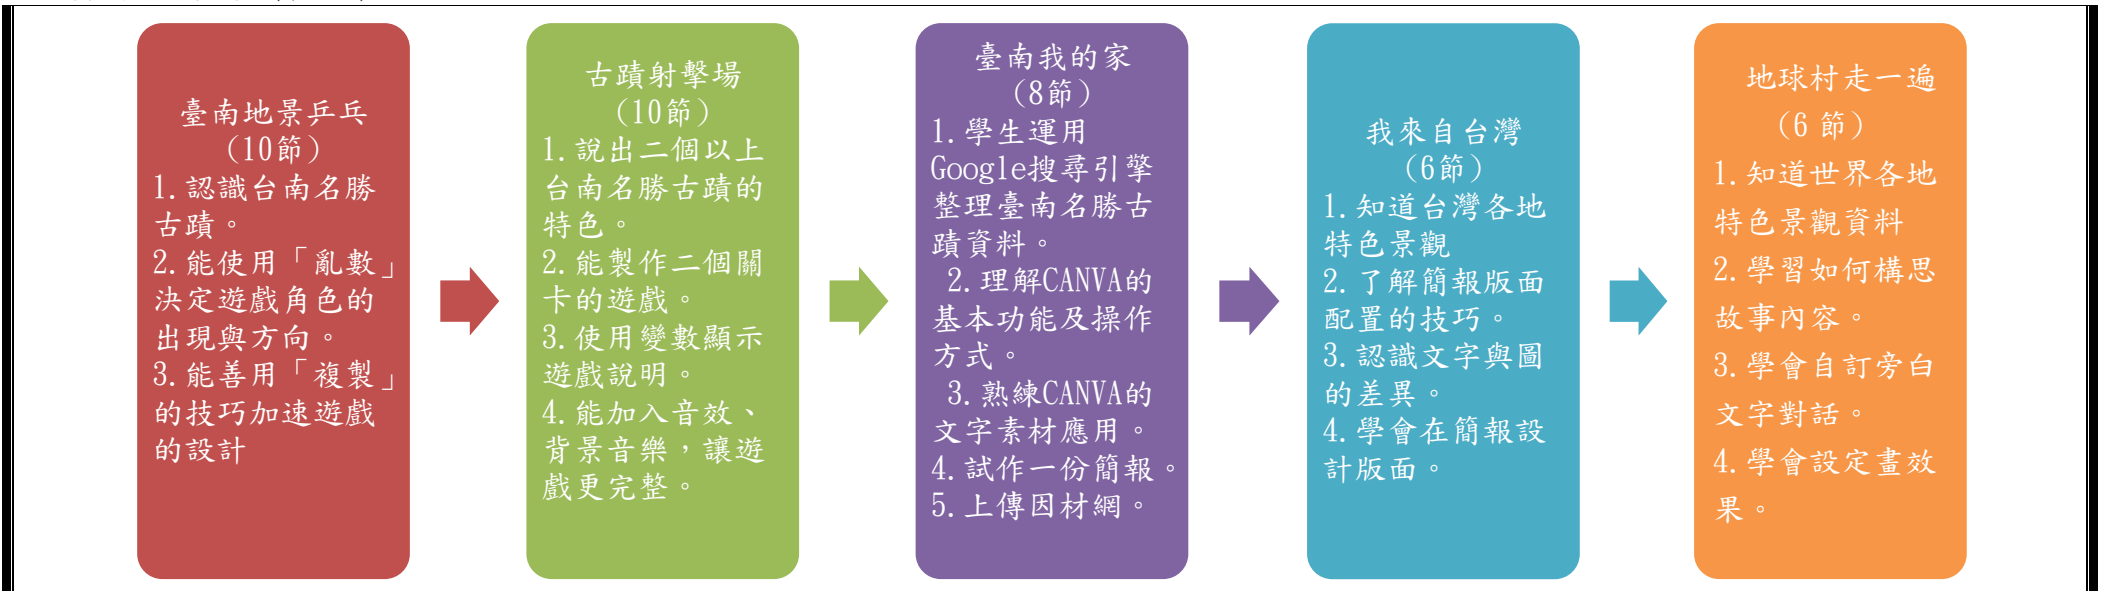 臺南地景乒乓
(10節)
1.認識台南名勝
古蹟。
2.能使用「亂數」
決定遊戲角色的
出現與方向。
3.能善用「複製」
的技巧加速遊戲
的設計
古蹟射擊場
(10節)
1.說出二個以上
台南名勝古蹟的
特色。
2.能製作二個關
卡的遊戲。
3.使用變數顯示
遊戲說明。
4.能加入音效、
背景音樂，讓遊
戲更完整。
臺南我的家
(8節)
1.學生運用
Google搜尋引擎
整理臺南名勝古
蹟資料。
2.理解CANVA的
基本功能及操作
方式。
3.熟練CANVA的
文字素材應用。
4.試作一份簡報。
5.上傳因材網。
我來自台灣
(6節)
1.知道台灣各地
特色景觀
2.了解簡報版面
配置的技巧。
3.認識文字與圖
的差異。
4.學會在簡報設
計版面。
地球村走一遍
(6 節)
1.知道世界各地
特色景觀資料
2.學習如何構思
故事內容。
3.學會自訂旁白
文字對話。
4.學會設定畫效
果。